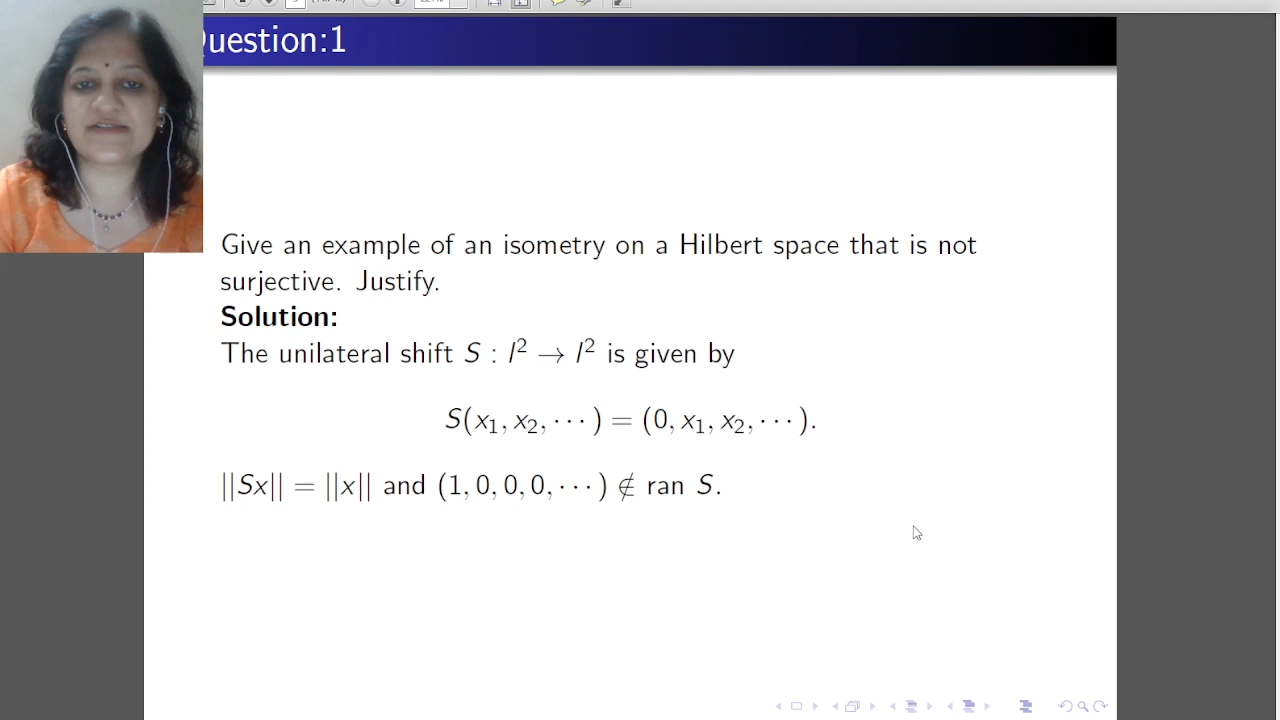 Question:1
Give an example of an isometry on a Hilbert space that is not
surjective. Justify.
Solution:
The unilateral shift S : l² → l² is given by
S(x₁, x₂, ⋯ ) = (0, x₁, x₂, ⋯ ).
||Sx|| = ||x|| and (1, 0, 0, 0, ⋯ ) ∉ ran S.